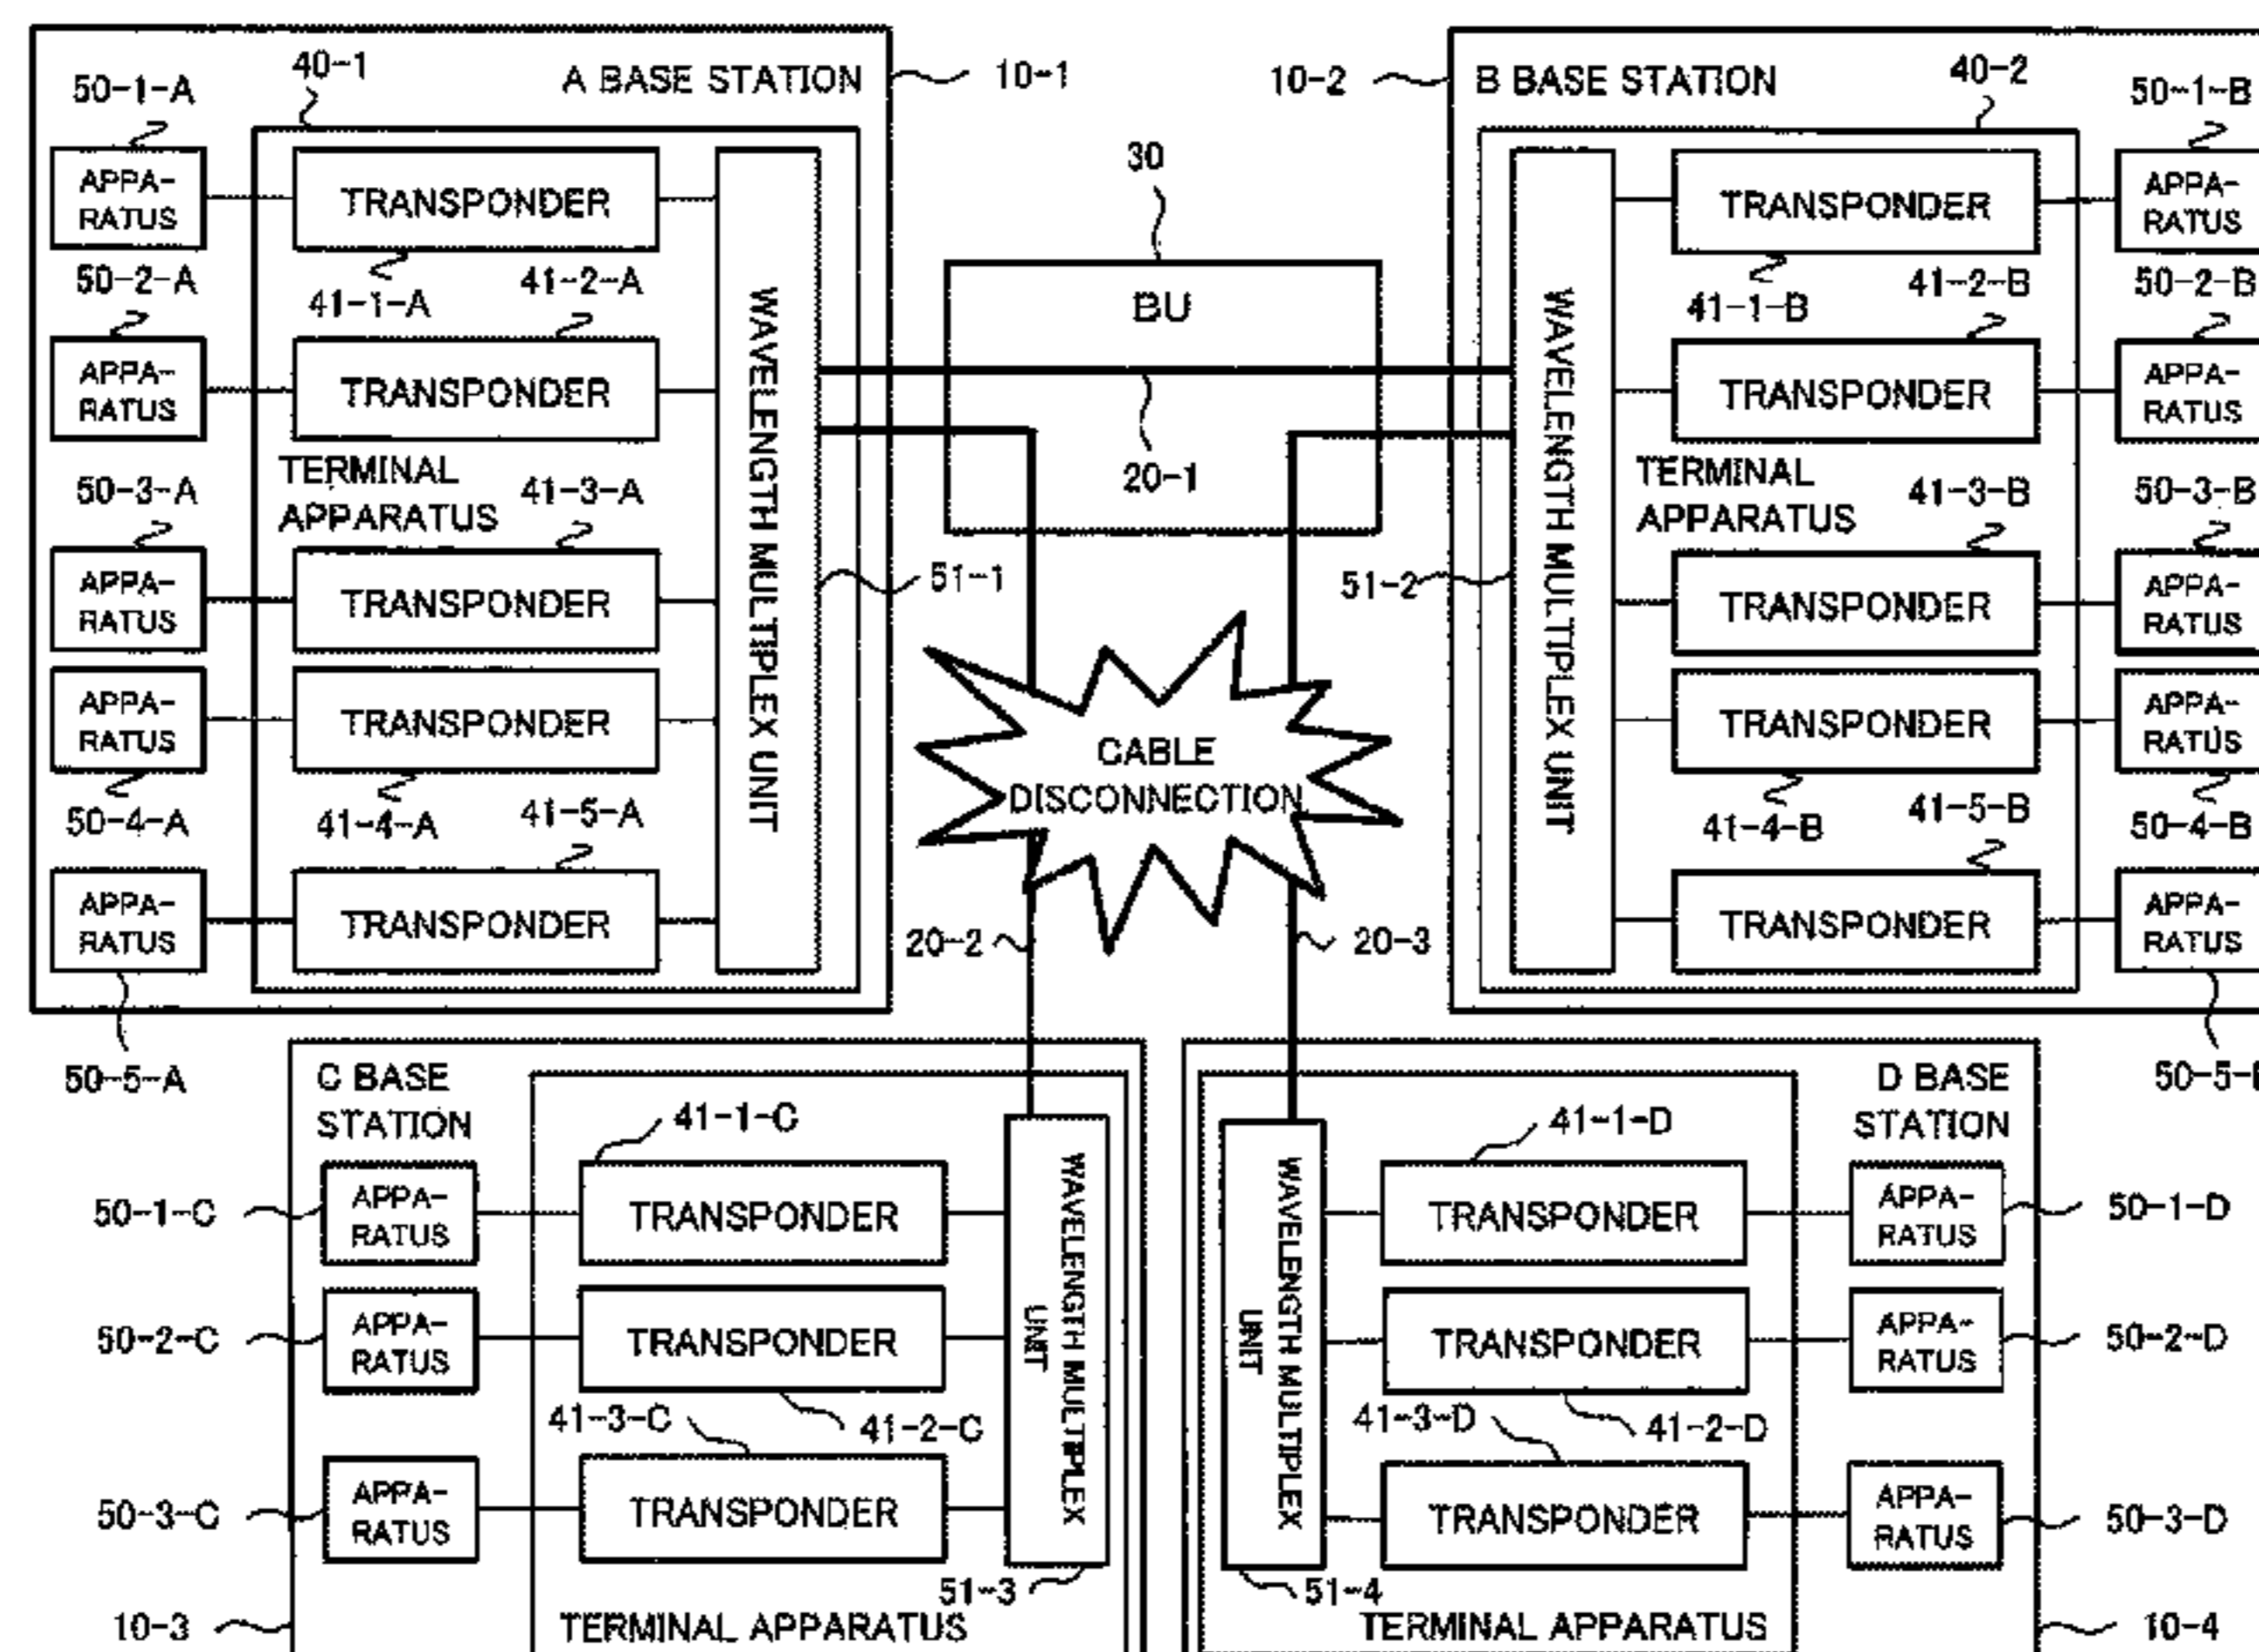 40-1
A BASE STATION
10-1
50-1-A
APPA-
RATUS
TRANSPONDER
41-1-A
50-2-A
41-2-A
APPA-
RATUS
TRANSPONDER
TERMINAL
APPARATUS
50-3-A
41-3-A
APPA-
RATUS
TRANSPONDER
APPA-
RATUS
TRANSPONDER
50-4-A
41-4-A
41-5-A
APPA-
RATUS
TRANSPONDER
50-5-A
WAVELENGTH MULTIPLEX UNIT
51-1
30
BU
20-1
CABLE
DISCONNECTION
20-2
20-3
10-2
B BASE STATION
40-2
50-1-B
WAVELENGTH MULTIPLEX UNIT
51-2
TRANSPONDER
APPA-
RATUS
41-1-B
41-2-B
50-2-B
TRANSPONDER
APPA-
RATUS
TERMINAL
APPARATUS
41-3-B
50-3-B
TRANSPONDER
APPA-
RATUS
TRANSPONDER
APPA-
RATUS
41-4-B
41-5-B
50-4-B
TRANSPONDER
APPA-
RATUS
50-5-
C BASE
STATION
41-1-C
50-1-C
APPA-
RATUS
TRANSPONDER
50-2-C
APPA-
RATUS
TRANSPONDER
41-3-C
41-2-C
50-3-C
APPA-
RATUS
TRANSPONDER
WAVELENGTH MULTIPLEX
UNIT
51-3
10-3
TERMINAL APPARATUS
D BASE
STATION
41-1-D
WAVELENGTH MULTIPLEX
UNIT
TRANSPONDER
APPA-
RATUS
50-1-D
TRANSPONDER
APPA-
RATUS
50-2-D
41-3-D
41-2-D
TRANSPONDER
APPA-
RATUS
50-3-D
51-4
TERMINAL APPARATUS
10-4